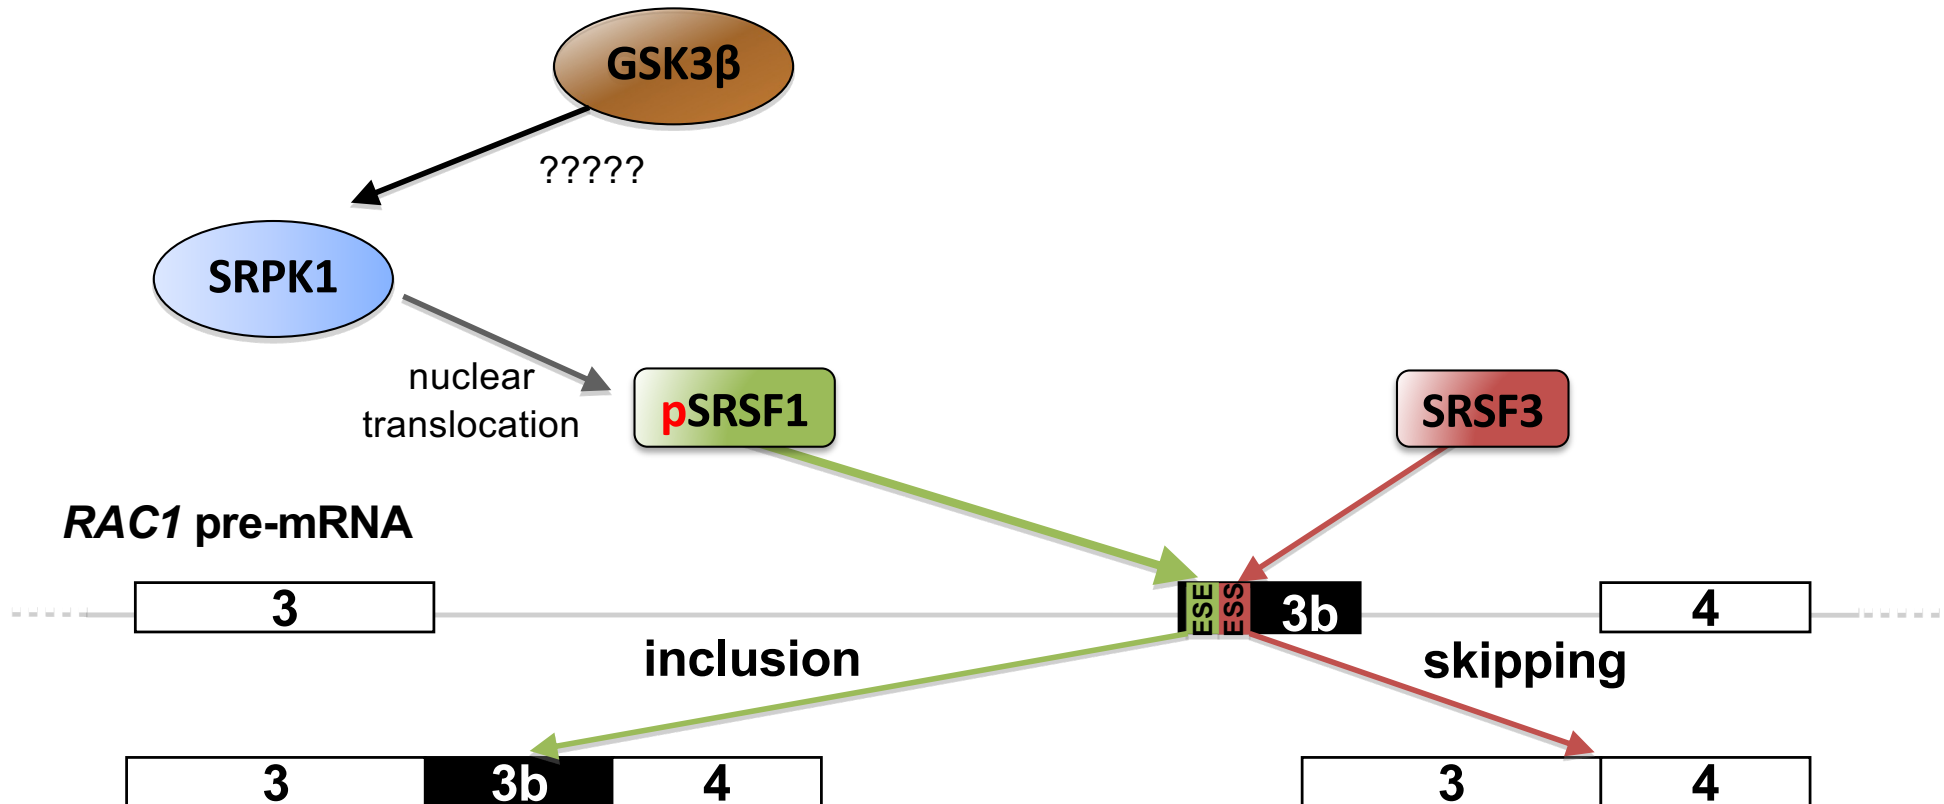 GSK3β
?????
SRPK1
nuclear
translocation
pSRSF1
SRSF3
RAC1 pre-mRNA
3
ESE
ESS
3b
4
inclusion
skipping
3
3b
4
3
4